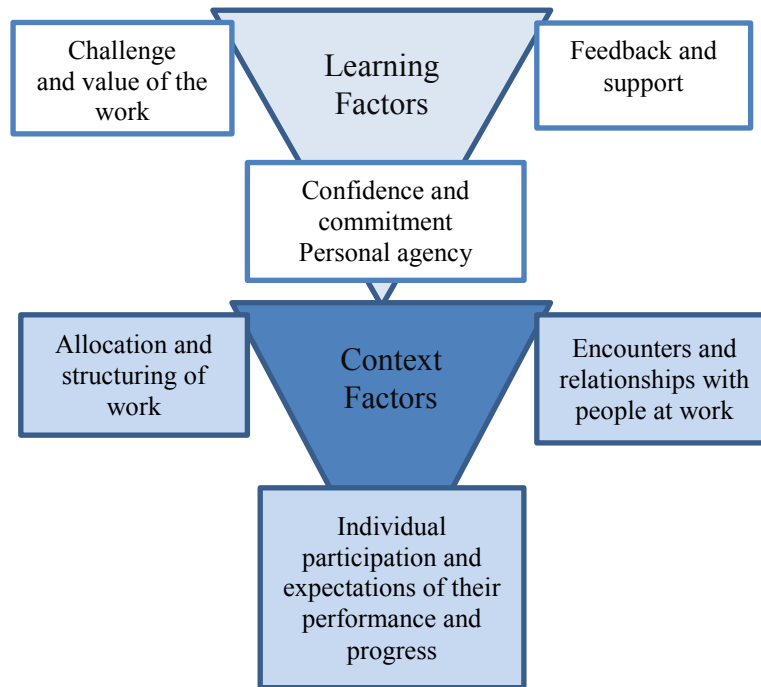 Challenge
and value of the
work
Learning
Factors
Feedback and
support
Confidence and
commitment
Personal agency
Allocation and
structuring of
work
Context
Factors
Encounters and
relationships with
people at work
Individual
participation and
expectations of their
performance and
progress